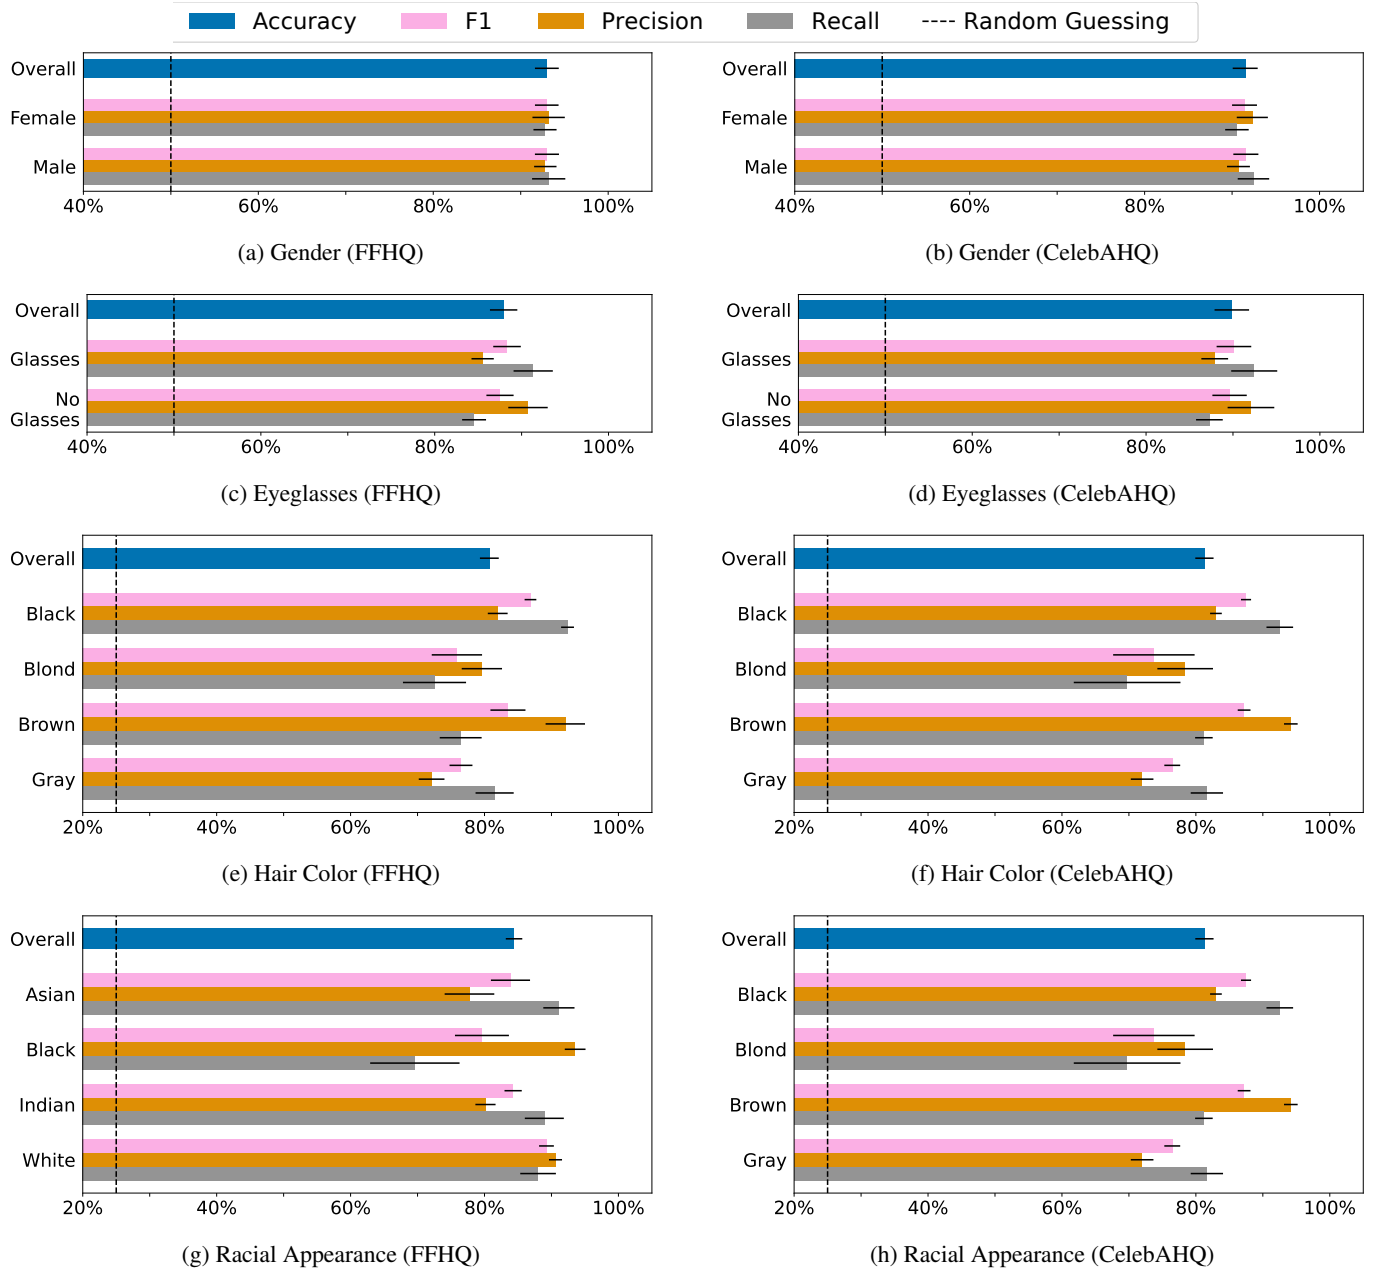 Accuracy F1 Precision Recall Random Guessing
Overall
Female
Male
40% 60% 80% 100%
(a) Gender (FFHQ)
Overall
Female
Male
40% 60% 80% 100%
(b) Gender (CelebAHQ)
Overall
Glasses
No
Glasses
40% 60% 80% 100%
(c) Eyeglasses (FFHQ)
Overall
Glasses
No
Glasses
40% 60% 80% 100%
(d) Eyeglasses (CelebAHQ)
Overall
Black
Blond
Brown
Gray
20% 40% 60% 80% 100%
(e) Hair Color (FFHQ)
Overall
Black
Blond
Brown
Gray
20% 40% 60% 80% 100%
(f) Hair Color (CelebAHQ)
Overall
Asian
Black
Indian
White
20% 40% 60% 80% 100%
(g) Racial Appearance (FFHQ)
Overall
Black
Blond
Brown
Gray
20% 40% 60% 80% 100%
(h) Racial Appearance (CelebAHQ)